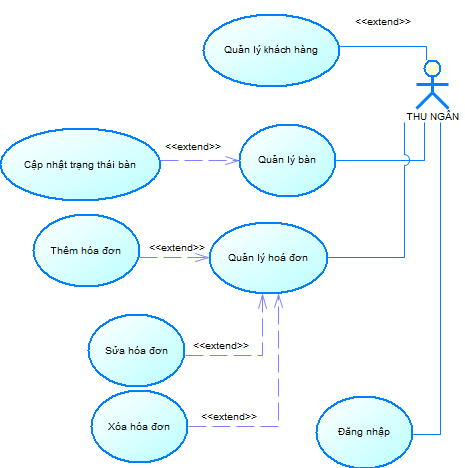 <<extend>>
Quản lý khách hàng
THU NGÂN
<<extend>>
Cập nhật trạng thái bàn
Quản lý bàn
Thêm hóa đơn
<<extend>>
Quản lý hoá đơn
Sửa hóa đơn
<<extend>>
Xóa hóa đơn
<<extend>>
Đăng nhập